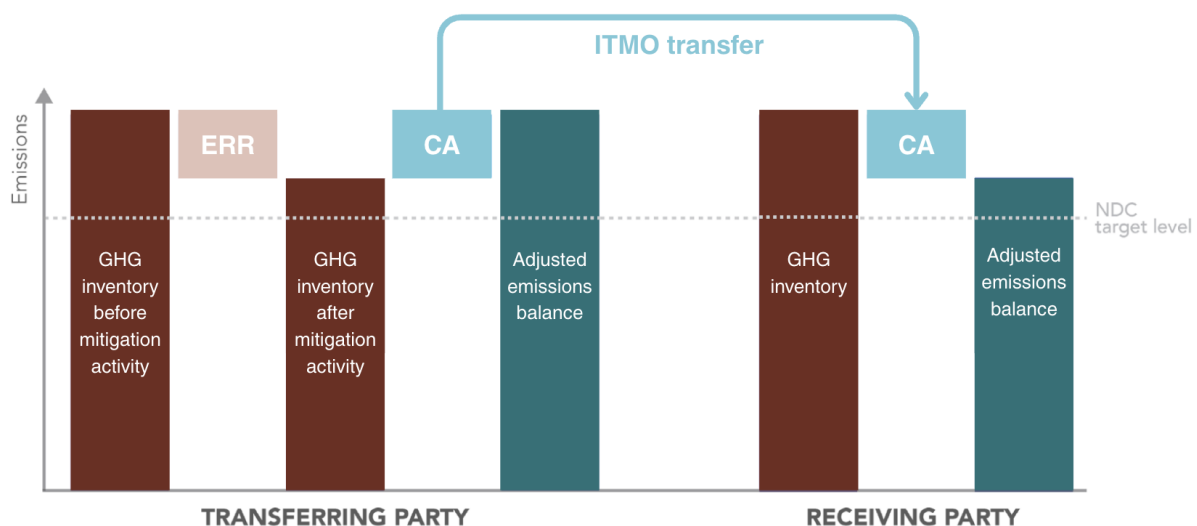 ITMO transfer
Emissions
ERR
CA
CA
NDC
target level
GHG
inventory
before
mitigation
activity
GHG
inventory
after
mitigation
activity
Adjusted
emissions
balance
GHG
inventory
Adjusted
emissions
balance
TRANSFERRING PARTY
RECEIVING PARTY